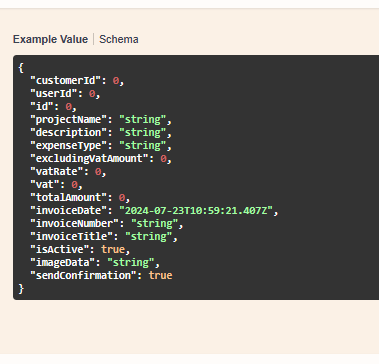 Example Value | Schema
{
  "customerId": 0,
  "userId": 0,
  "id": 0,
  "projectName": "string",
  "description": "string",
  "expenseType": "string",
  "excludingVatAmount": 0,
  "vatRate": 0,
  "vat": 0,
  "totalAmount": 0,
  "invoiceDate": "2024-07-23T10:59:21.407Z",
  "invoiceNumber": "string",
  "invoiceTitle": "string",
  "isActive": true,
  "imageData": "string",
  "sendConfirmation": true
}